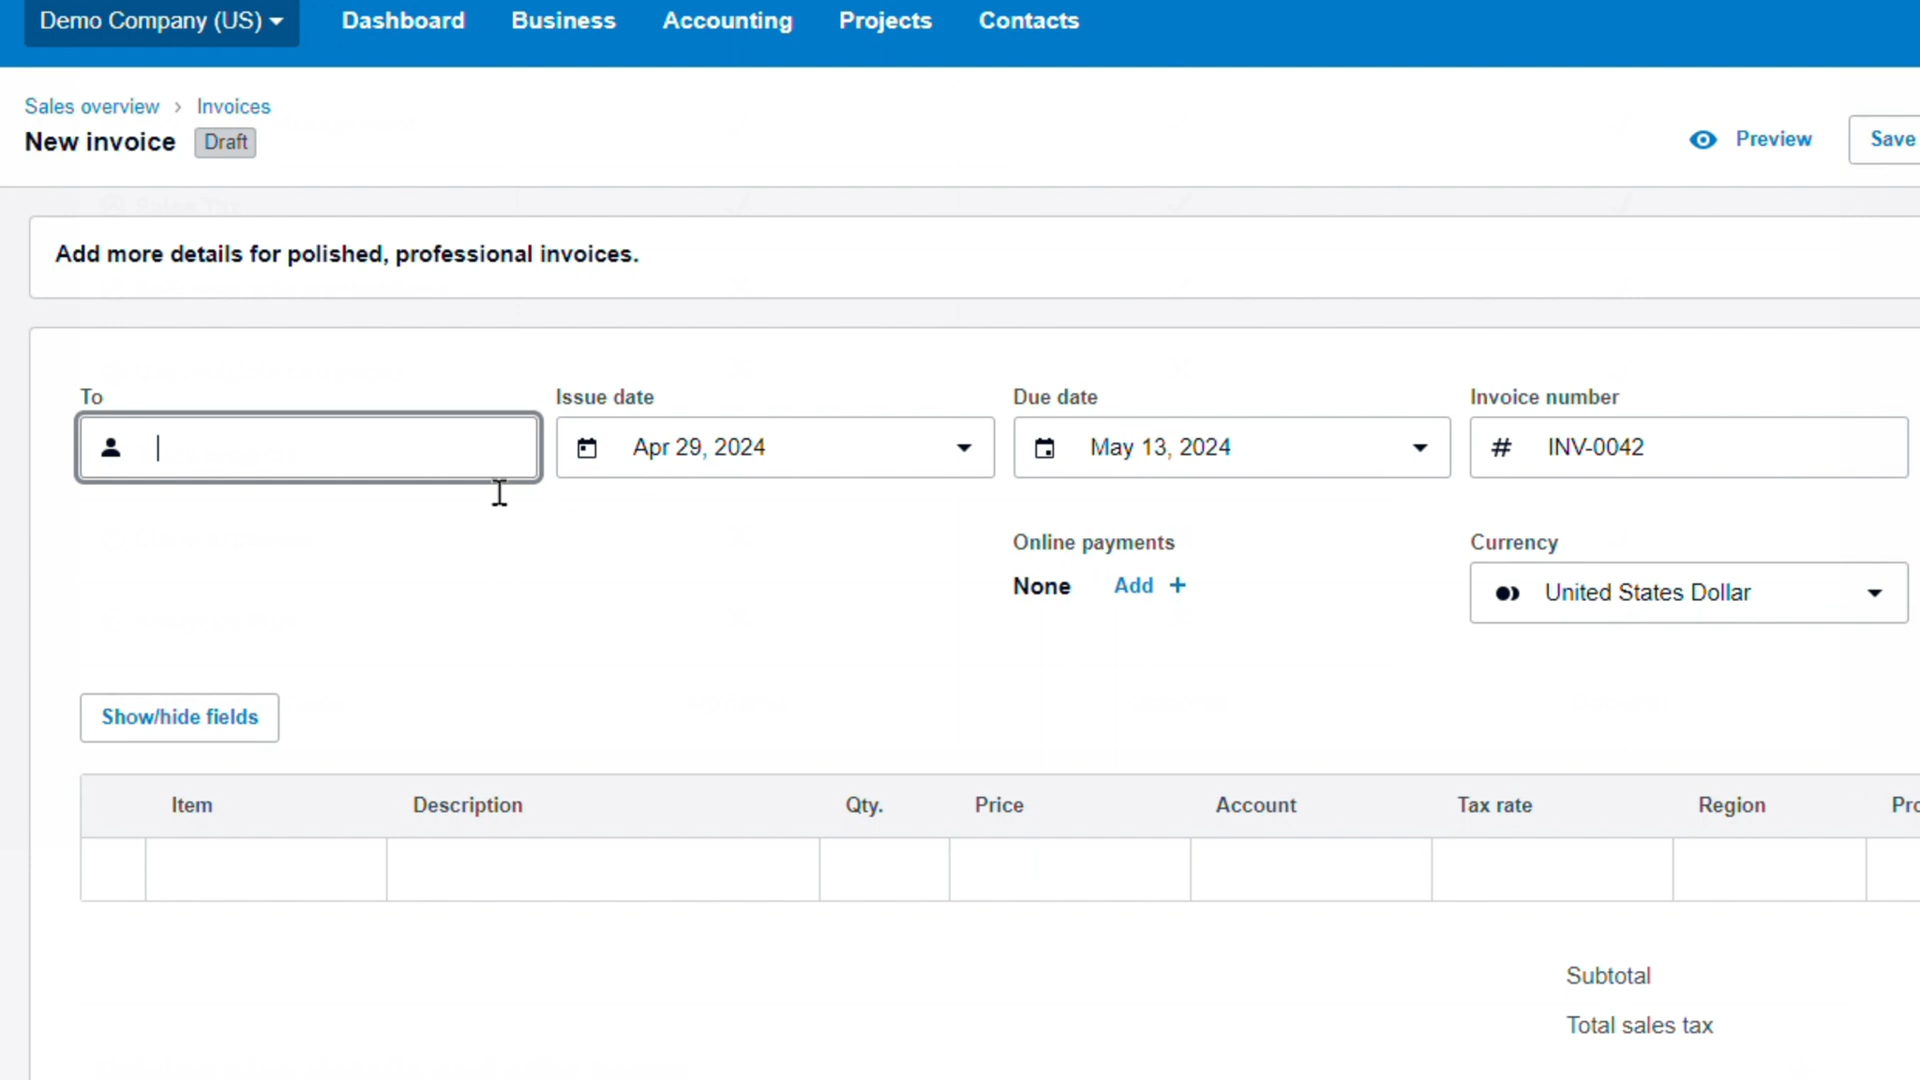 Demo Company (US) Dashboard Business Accounting Projects Contacts
Sales overview › Invoices
New invoice Draft
Preview Save
Add more details for polished, professional invoices.
To Issue date Due date Invoice number
Apr 29, 2024 May 13, 2024 # INV-0042
Online payments Currency
None Add + United States Dollar
Show/hide fields
Item Description Qty. Price Account Tax rate Region Pro
Subtotal
Total sales tax